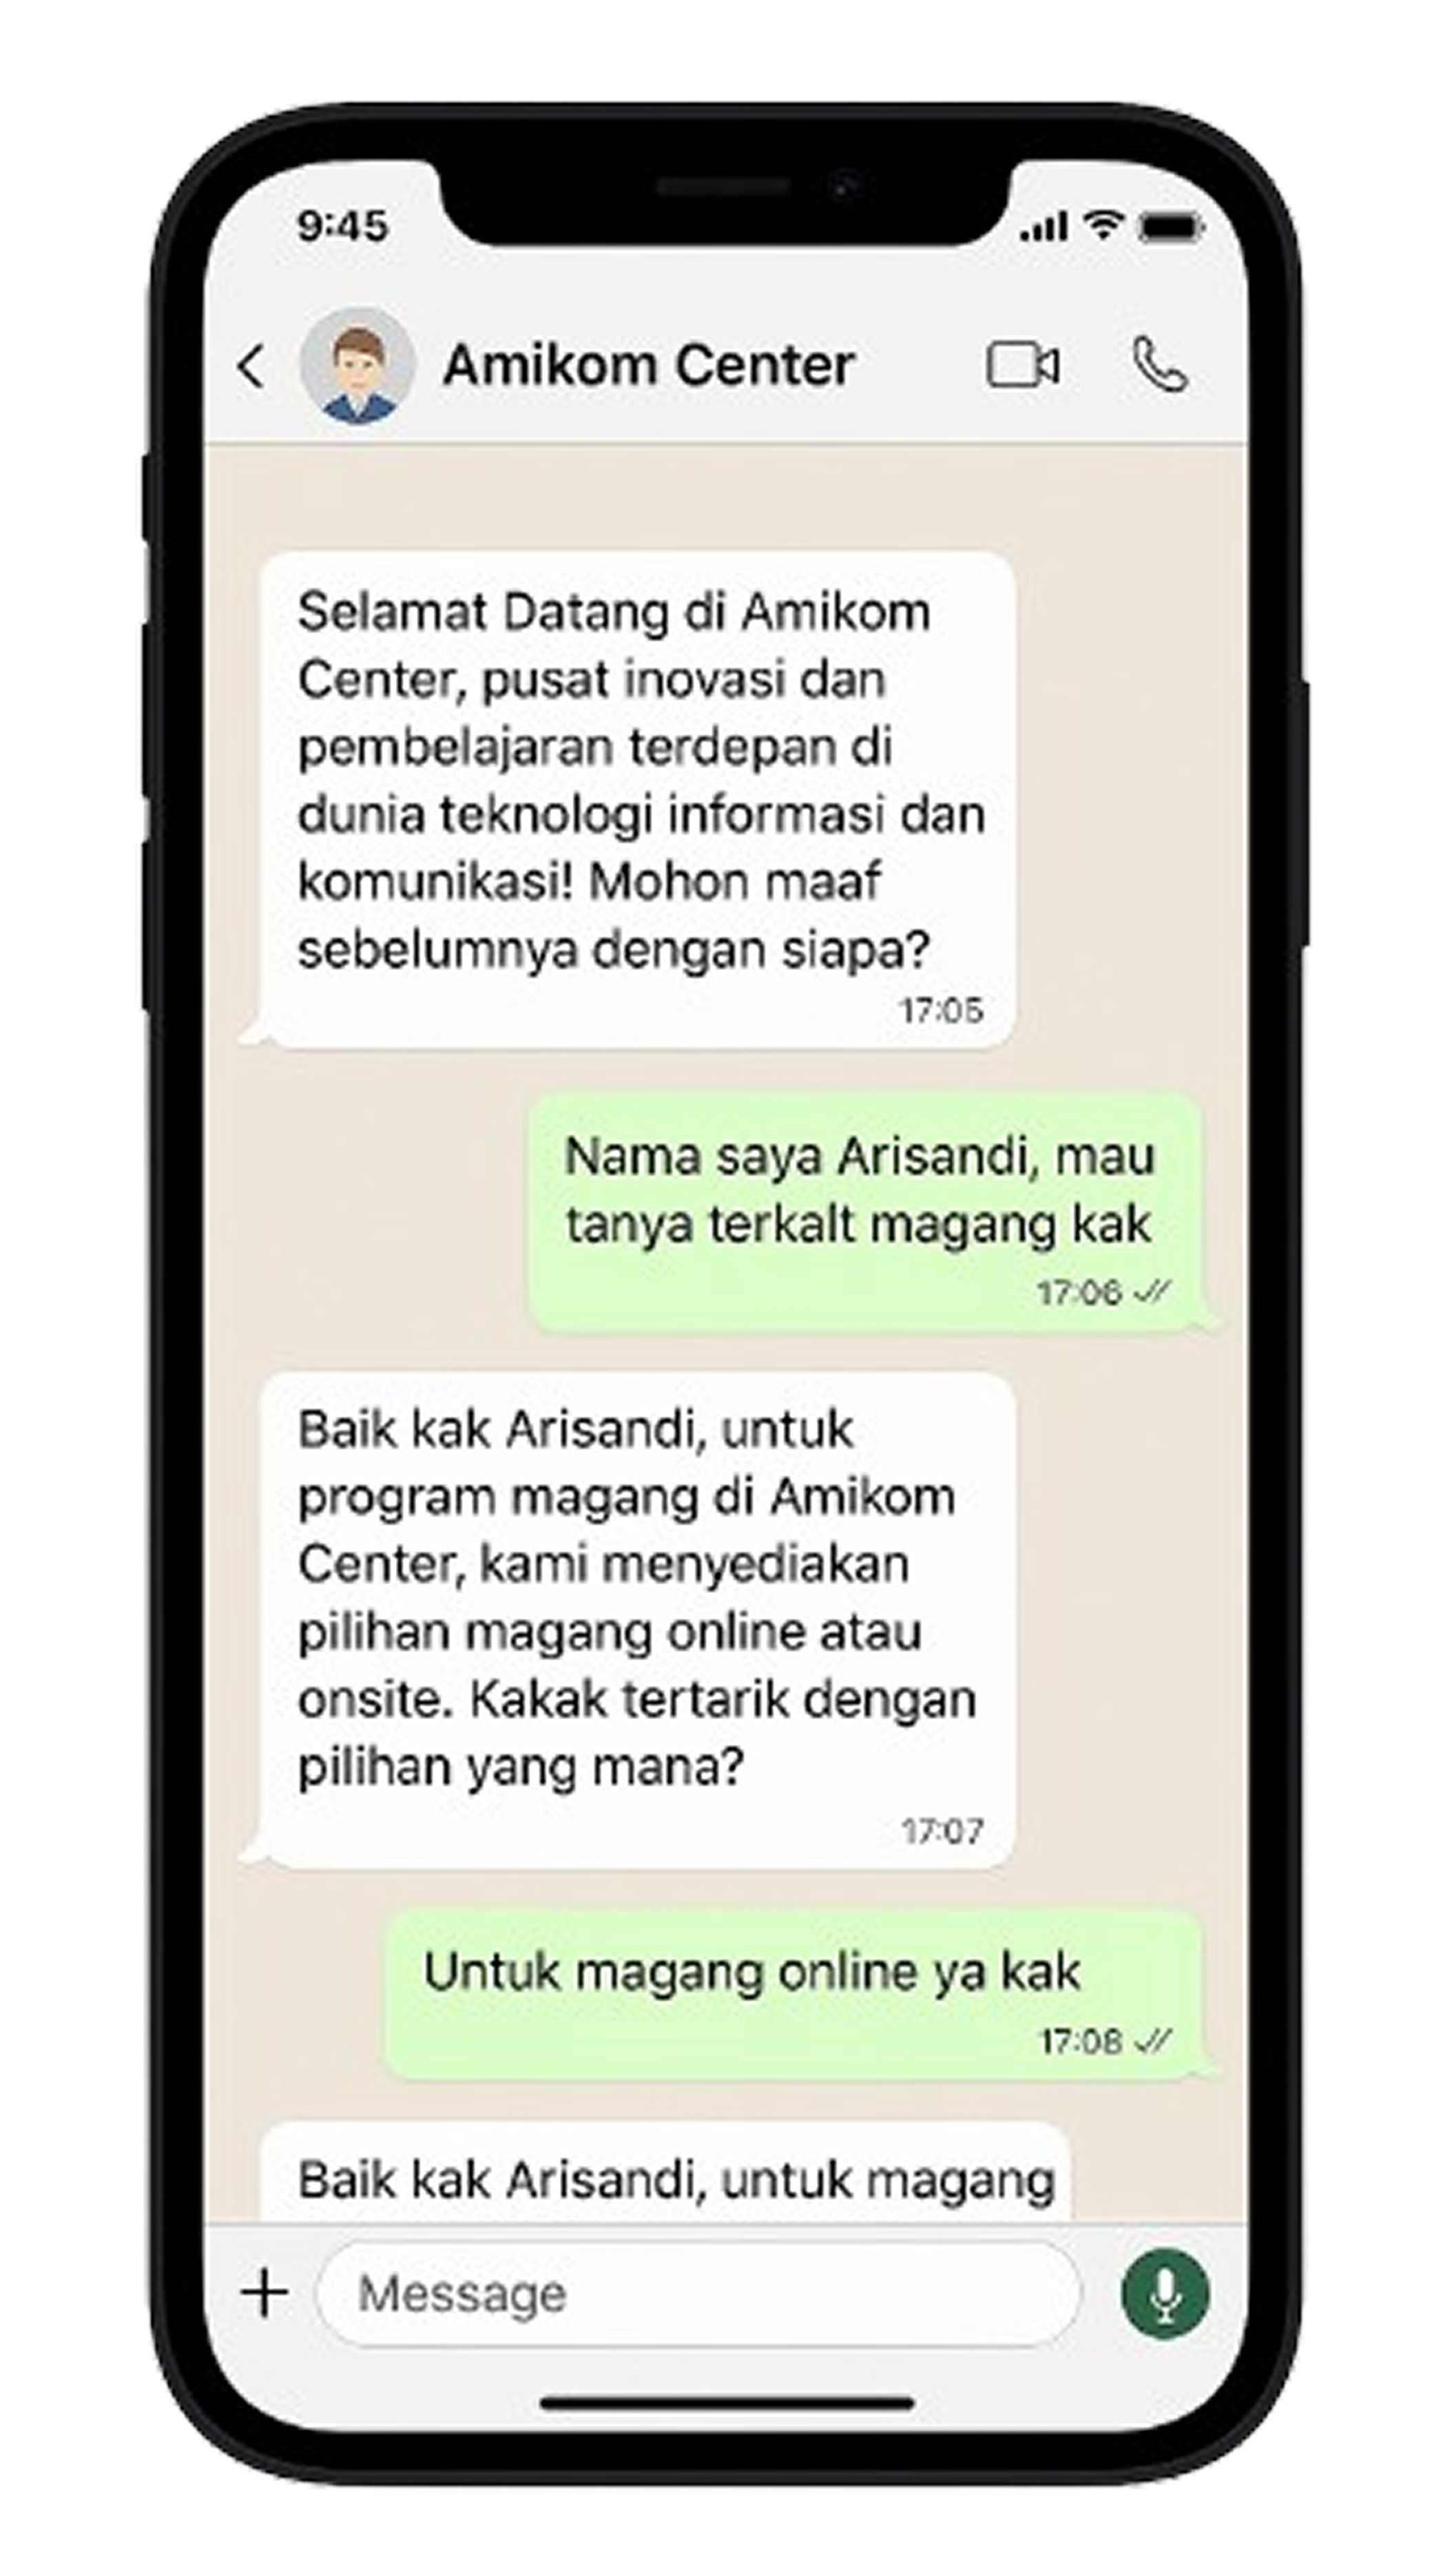 9:45
Amikom Center
Selamat Datang di Amikom
Center, pusat inovasi dan
pembelajaran terdepan di
dunia teknologi informasi dan
komunikasi! Mohon maaf
sebelumnya dengan siapa?
17:05
Nama saya Arisandi, mau
tanya terkalt magang kak
17:06
Baik kak Arisandi, untuk
program magang di Amikom
Center, kami menyediakan
pilihan magang online atau
onsite. Kakak tertarik dengan
pilihan yang mana?
17:07
Untuk magang online ya kak
17:08
Baik kak Arisandi, untuk magang
Message